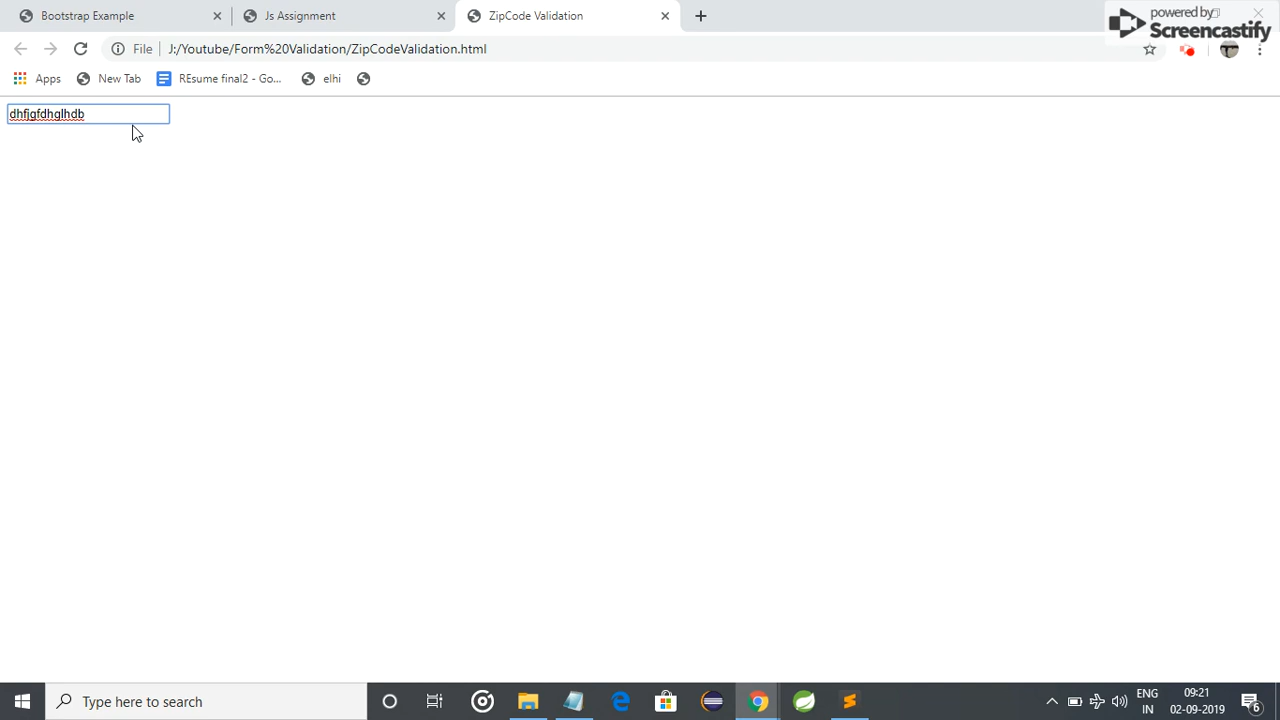 Bootstrap Example
Js Assignment
ZipCode Validation
powered by
Screencastify
File
J:/Youtube/Form%20Validation/ZipCodeValidation.html
Apps
New Tab
REsume final2 - Go...
elhi
dhfjgfdhglhdb
Type here to search
ENG
IN
09:21
02-09-2019
6